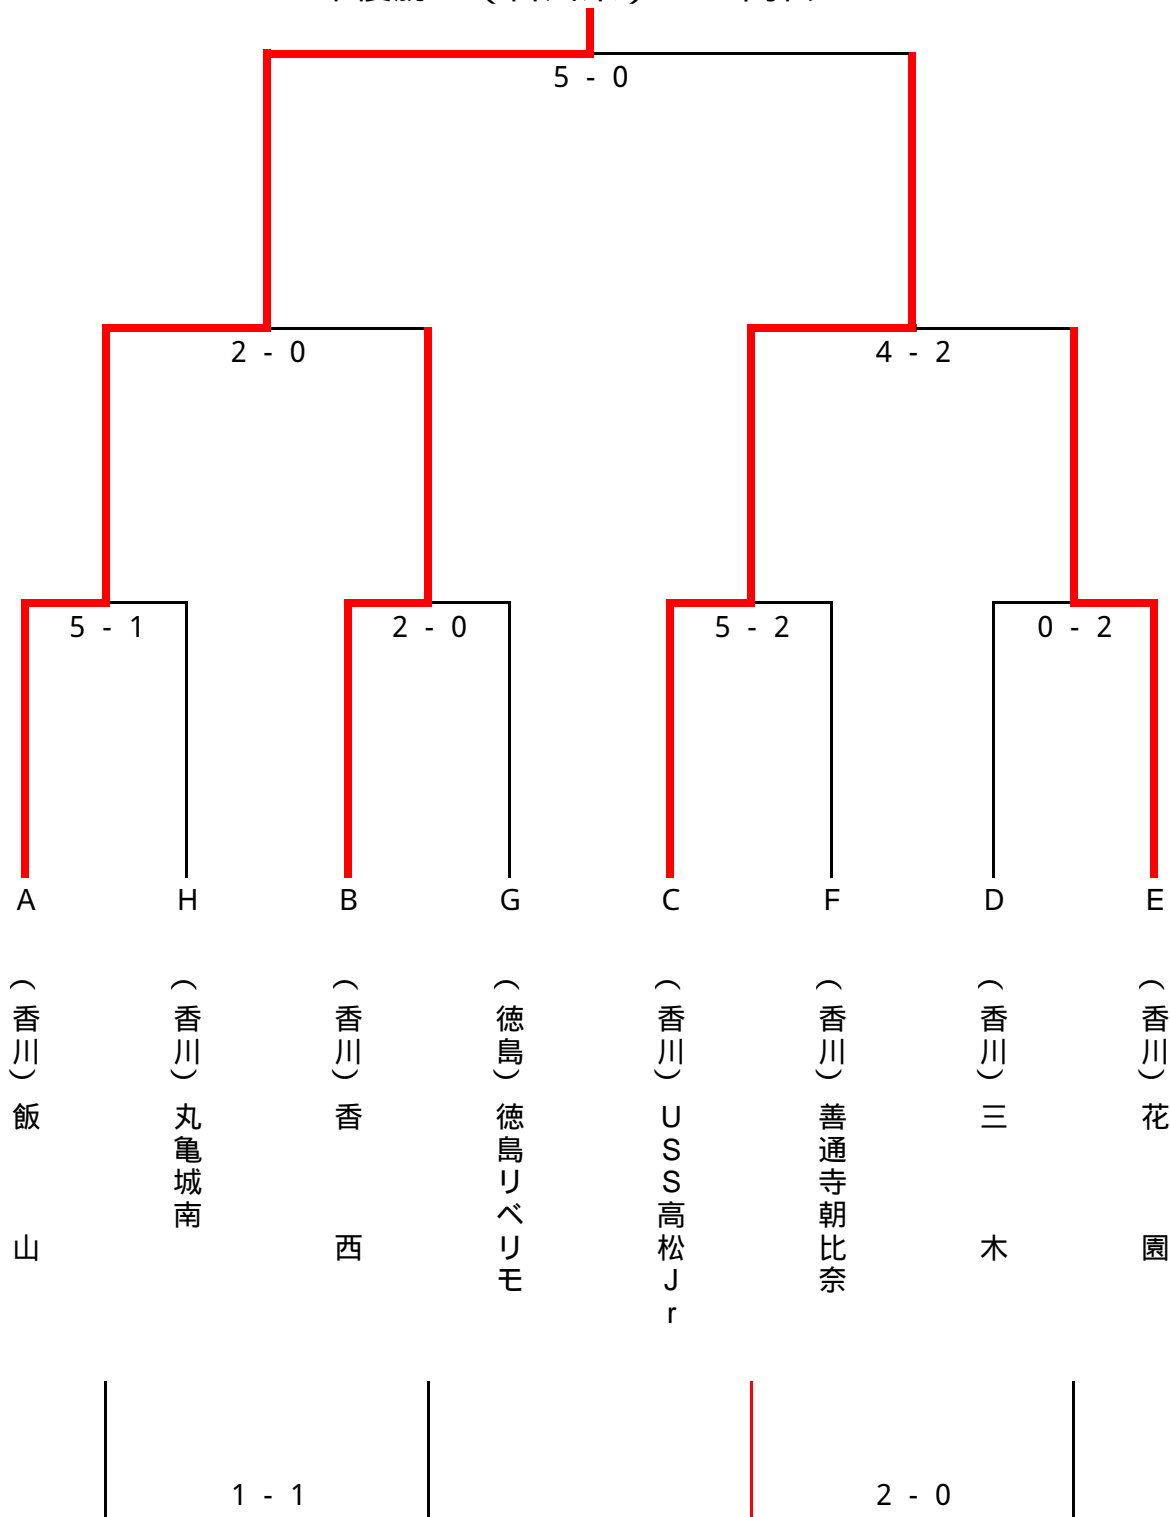 5 - 0
2 - 0
4 - 2
5 - 1
2 - 0
5 - 2
0 - 2
A
H
B
G
C
F
D
E
(香川)飯山
(香川)丸亀城南
(香川)香西
(徳島)徳島リベリモ
(香川)USS高松Jr
(香川)善通寺朝比奈
(香川)三木
(香川)花園
1 - 1
2 - 0